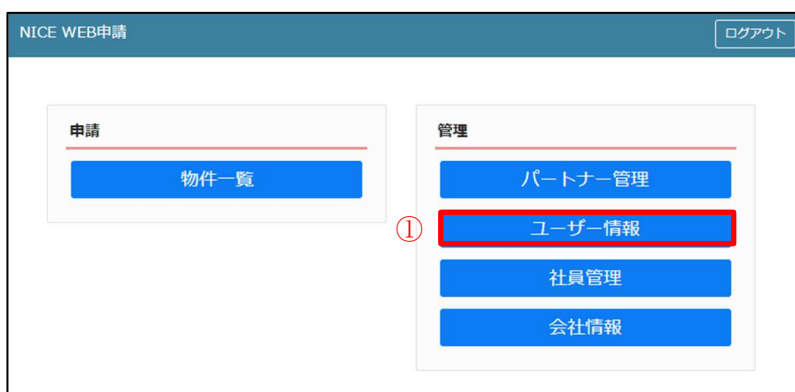 NICE WEB申請
ログアウト
申請
物件一覧
管理
パートナー管理
①
ユーザー情報
社員管理
会社情報